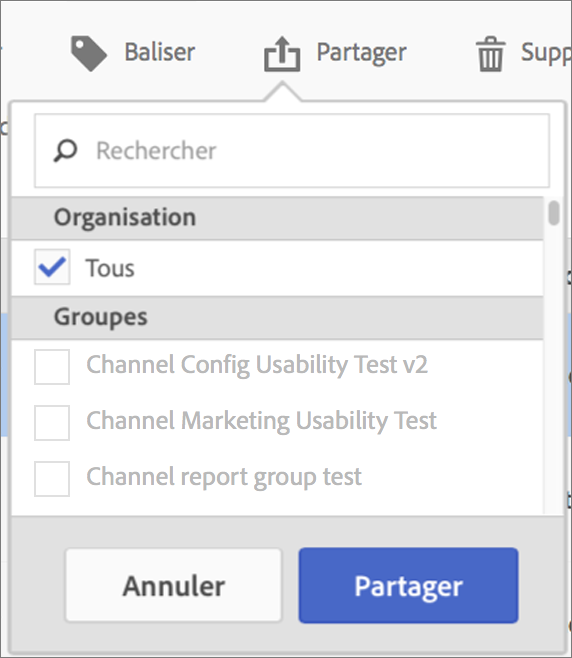 Baliser Partager
Rechercher
Organisation
Tous
Groupes
Channel Config Usability Test v2
Channel Marketing Usability Test
Channel report group test
Annuler Partager